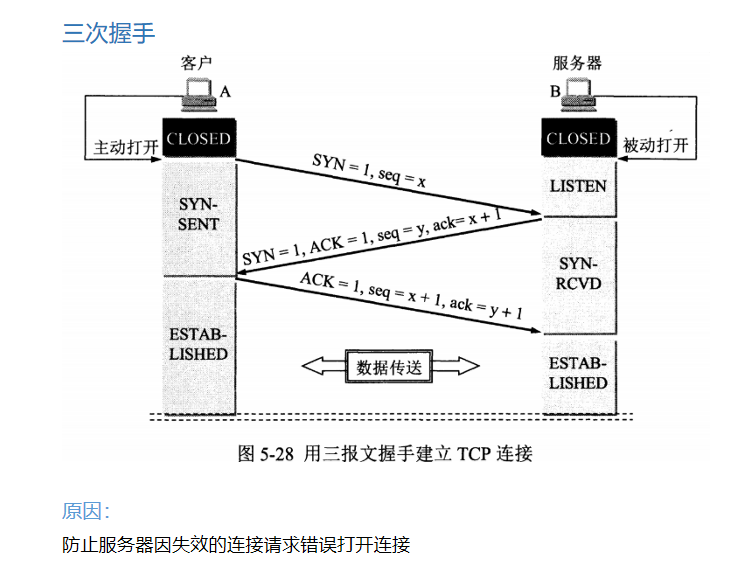 三次握手
客户
服务器
A
B
主动打开
CLOSED
CLOSED
被动打开
SYN = 1, seq = x
LISTEN
SYN-
SENT
SYN = 1, ACK = 1, seq = y, ack= x + 1
SYN-
RCVD
ACK = 1, seq = x + 1, ack = y + 1
ESTAB-
LISHED
数据传送
ESTAB-
LISHED
图 5-28 用三报文握手建立 TCP 连接
原因：
防止服务器因失效的连接请求错误打开连接